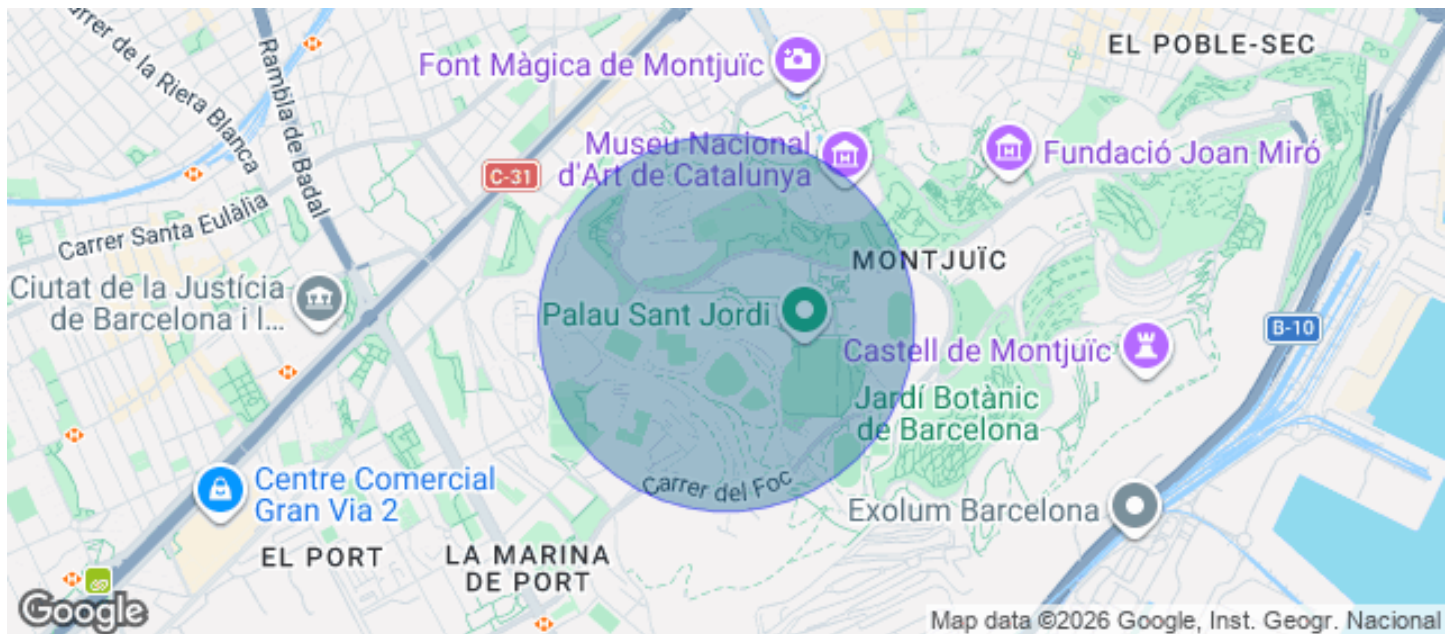 EL POBLE-SEC
Font Màgica de Montjuïc
Carrer de la Riera Blanca
Rambla de Badal
Museu Nacional
d'Art de Catalunya
Fundació Joan Miró
C-31
Carrer Santa Eulàlia
MONTJUÏC
Ciutat de la Justícia
de Barcelona i l...
Palau Sant Jordi
B-10
Castell de Montjuïc
Jardí Botànic
de Barcelona
Centre Comercial
Gran Via 2
Carrer del Foc
Exolum Barcelona
EL PORT
LA MARINA
DE PORT
Google
Map data ©2026 Google, Inst. Geogr. Nacional